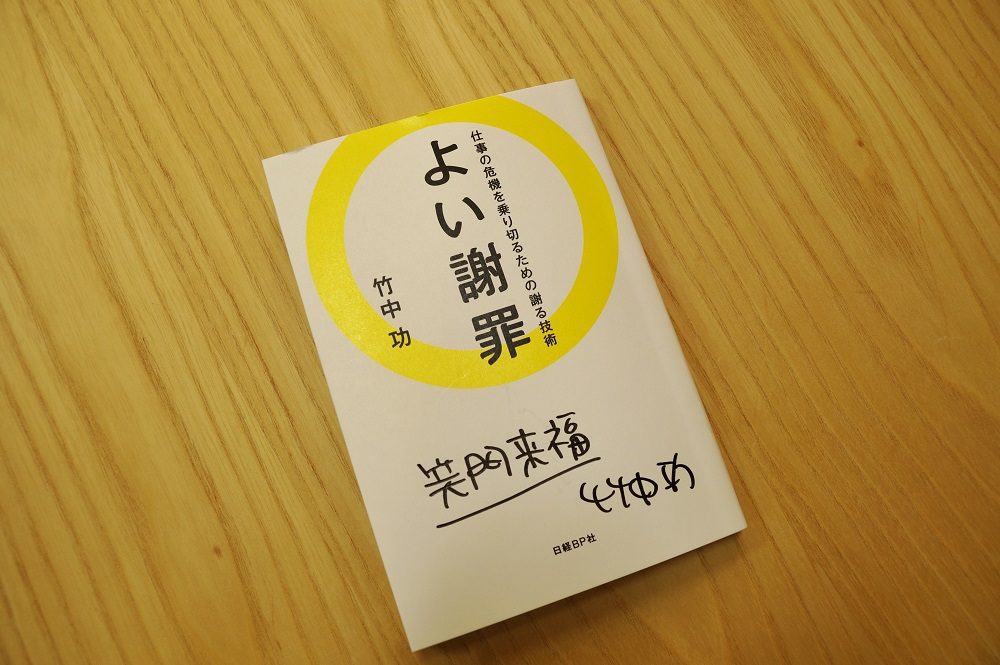 仕事の危機を乗り切るための謝る技術
よい謝罪
竹中功
笑門来福
日経BP社